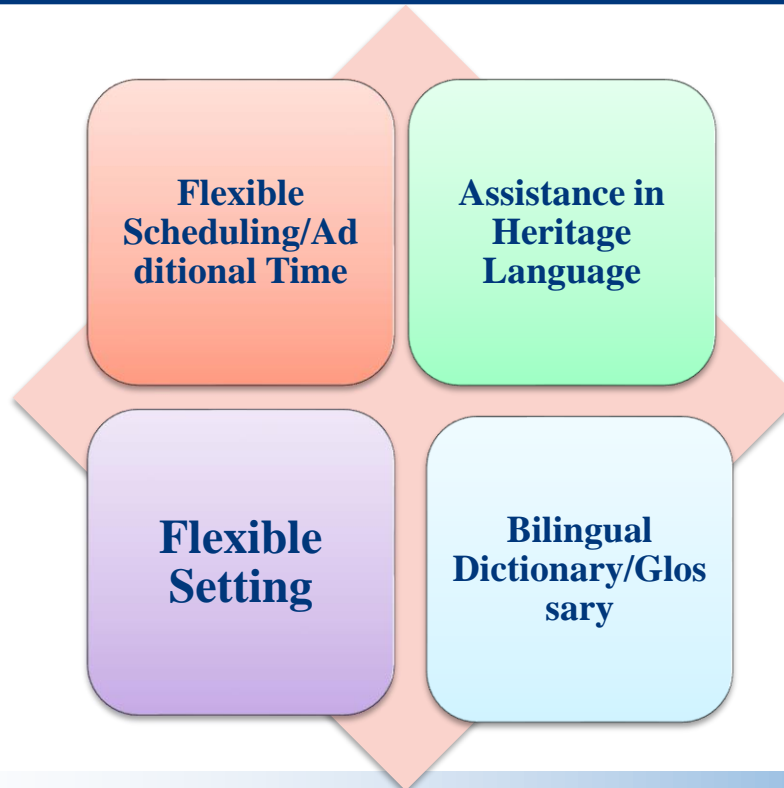 Flexible
Scheduling/Ad
ditional Time
Assistance in
Heritage
Language
Flexible
Setting
Bilingual
Dictionary/Glos
sary